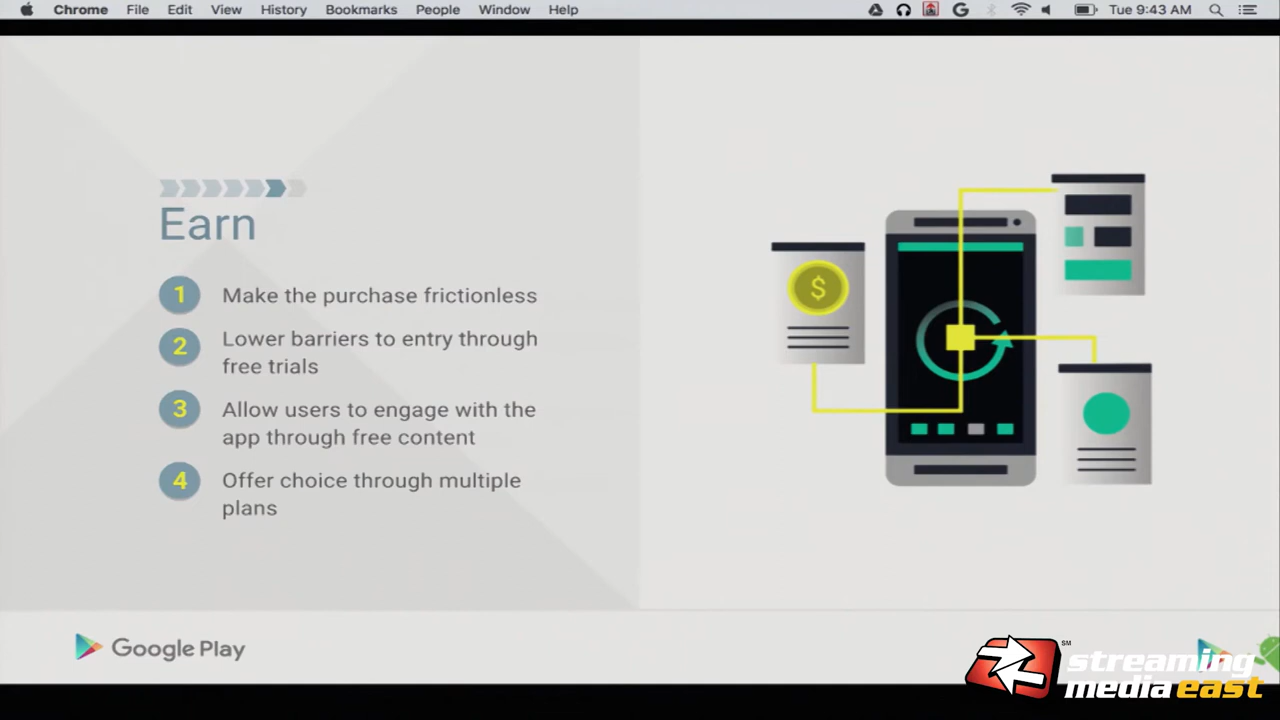 Chrome File Edit View History Bookmarks People Window Help Tue 9:43 AM
Earn
1 Make the purchase frictionless
2 Lower barriers to entry through
free trials
3 Allow users to engage with the
app through free content
4 Offer choice through multiple
plans
$
Google Play
SM
streaming
media east